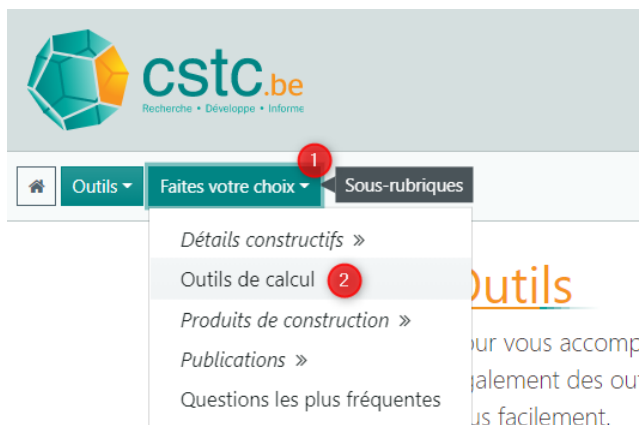 cstc.be
Recherche • Développe • Informe
Outils
Faites votre choix
1
Sous-rubriques
Détails constructifs »
Outils de calcul
2
Produits de construction »
Publications »
Questions les plus fréquentes
Outils
our vous accomp
galement des out
us facilement.